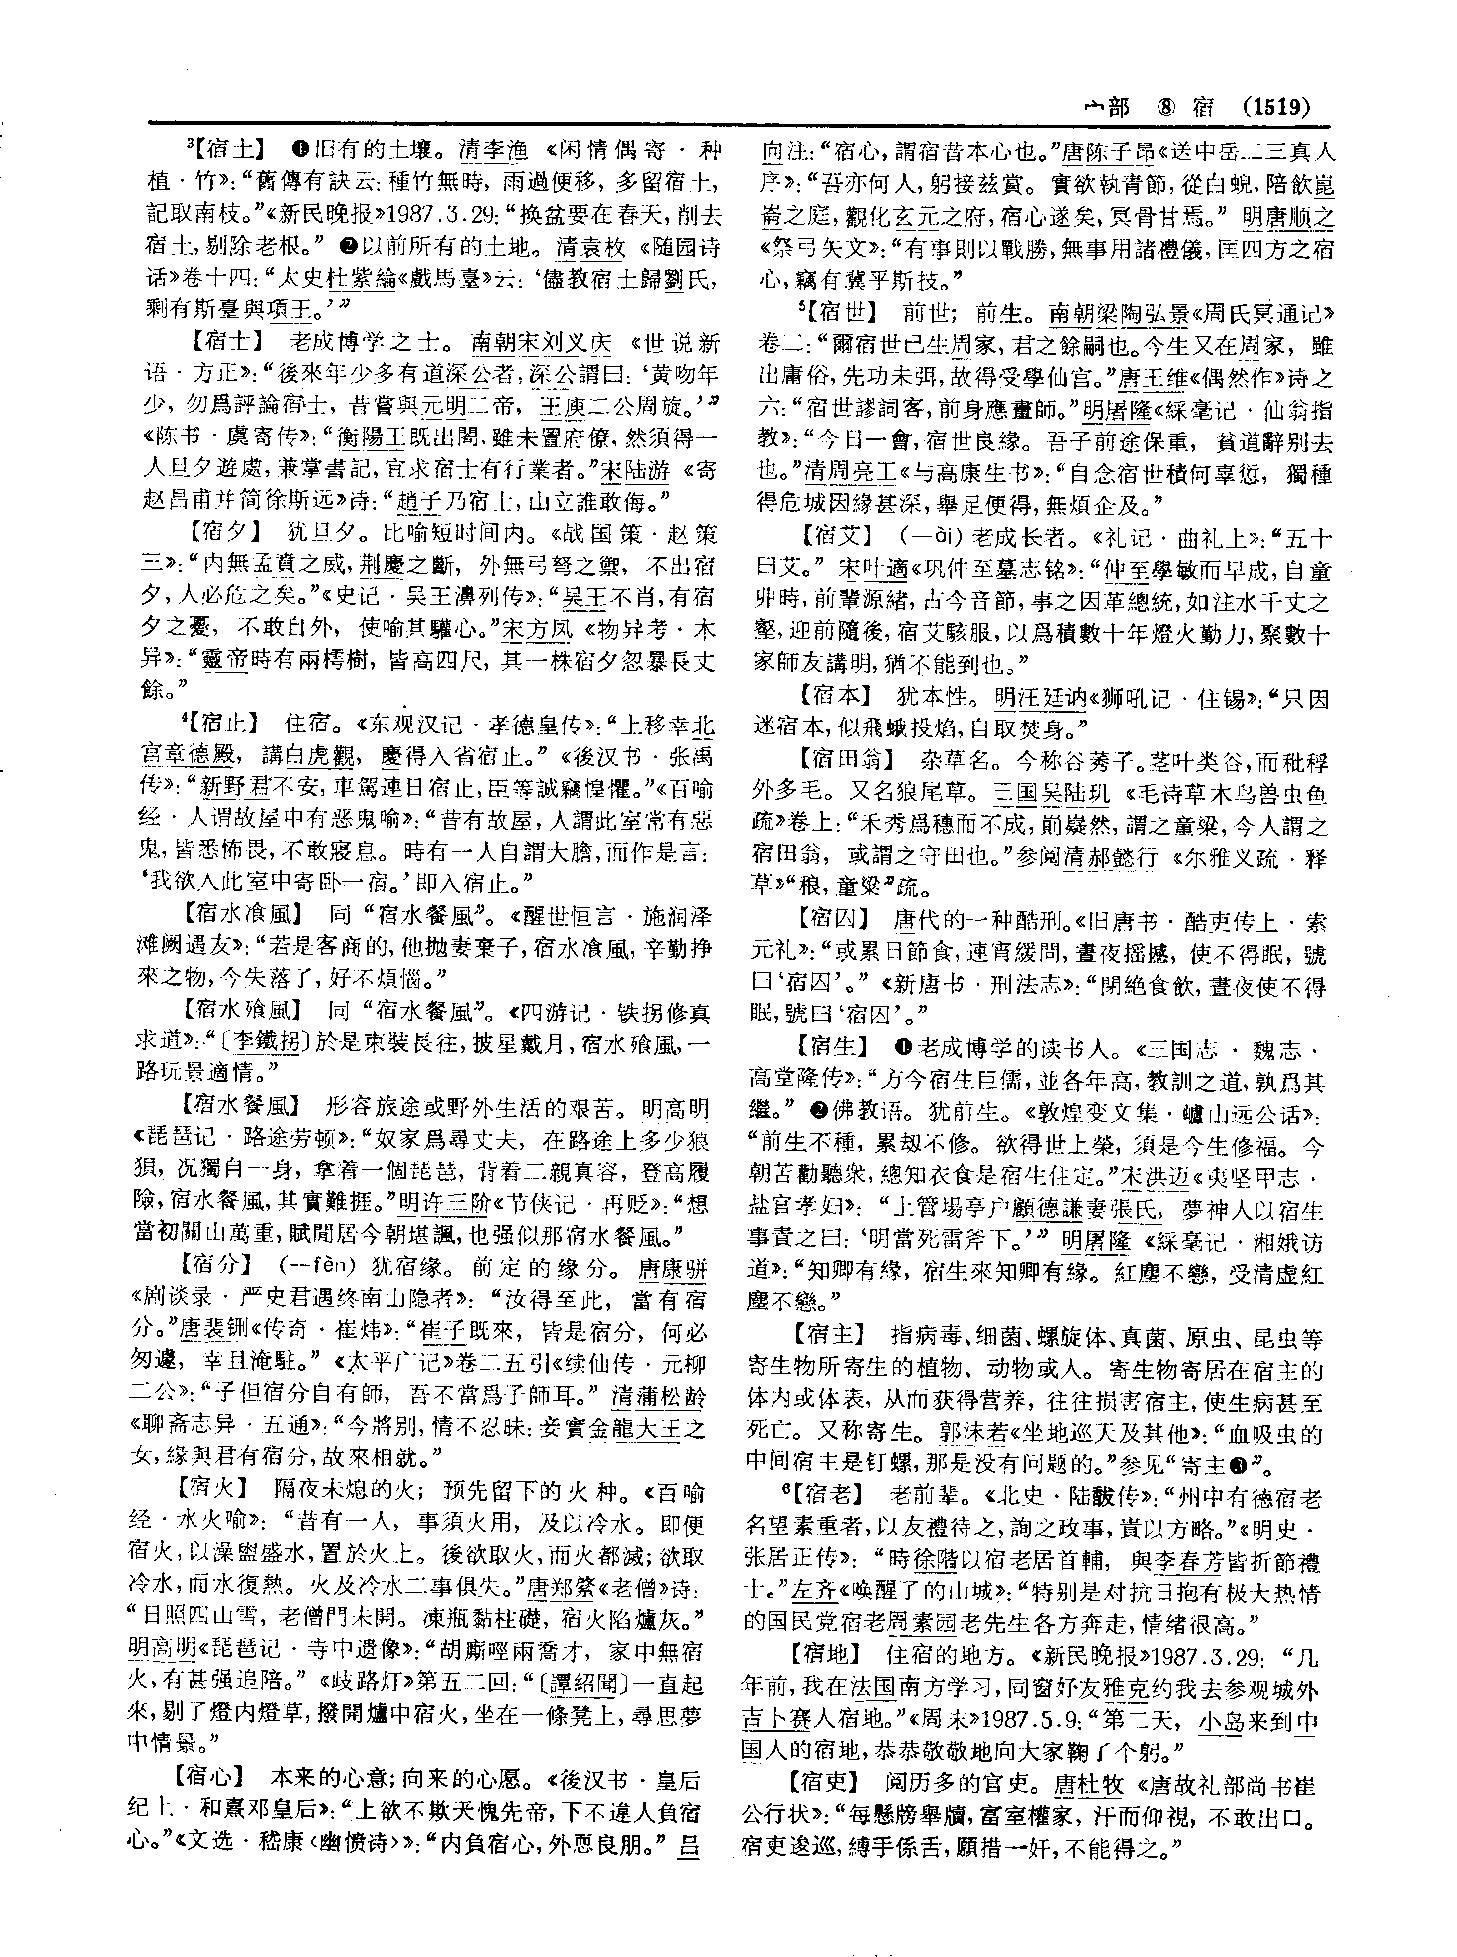 宀部 ⑧ 宿 (1519)
³【宿土】 ❶旧有的土壤。清李渔《闲情偶寄·种
植·竹》：“舊傳有訣云：種竹無時，雨過便移，多留宿土，
記取南枝。”《新民晚报》1987.3.29：“换盆要在春天，削去
宿土，剔除老根。” ❷以前所有的土地。清袁枚《随园诗
话》卷十四：“太史杜紫綸《戲馬臺》云：‘儘教宿土歸劉氏，
剩有斯臺與項王。’”
【宿士】 老成博学之士。南朝宋刘义庆《世说新
语·方正》：“後來年少多有道深公者，深公謂曰：‘黄吻年
少，勿爲評論宿士，昔嘗與元明二帝，王庾二公周旋。’”
《陈书·虞寄传》：“衡陽王既出閤，雖未置府僚，然須得一
人旦夕遊處，兼掌書記，宜求宿士有行業者。”宋陆游《寄
赵昌甫并简徐斯远》诗：“趙子乃宿士，山立誰敢侮。”
【宿夕】 犹旦夕。比喻短时间内。《战国策·赵策
三》：“内無孟賁之威，荆慶之斷，外無弓弩之禦，不出宿
夕，人必危之矣。”《史记·吴王濞列传》：“吴王不肖，有宿
夕之憂，不敢自外，使喻其驩心。”宋方凤《物异考·木
异》：“靈帝時有兩樗樹，皆高四尺，其一株宿夕忽暴長丈
餘。”
⁴【宿止】 住宿。《东观汉记·孝德皇传》：“上移幸北
宫章德殿，講白虎觀，慶得入省宿止。”《後汉书·张禹
传》：“新野君不安，車駕連日宿止，臣等誠竊惶懼。”《百喻
经·人谓故屋中有恶鬼喻》：“昔有故屋，人謂此室常有惡
鬼，皆悉怖畏，不敢寢息。時有一人自謂大膽，而作是言：
‘我欲入此室中寄卧一宿。’即入宿止。”
【宿水飡風】 同“宿水餐風”。《醒世恒言·施润泽
滩阙遇友》：“若是客商的，他抛妻棄子，宿水飡風，辛勤挣
來之物，今失落了，好不煩惱。”
【宿水飱風】 同“宿水餐風”。《四游记·铁拐修真
求道》：“〔李鐵拐〕於是束裝長往，披星戴月，宿水飱風，一
路玩景適情。”
【宿水餐風】 形容旅途或野外生活的艰苦。明高明
《琵琶记·路途劳顿》：“奴家爲尋丈夫，在路途上多少狼
狽，况獨自一身，拿着一個琵琶，背着二親真容，登高履
險，宿水餐風，其實難捱。”明许三阶《节侠记·再贬》：“想
當初關山萬重，賦閒居今朝堪諷，也强似那宿水餐風。”
【宿分】 (—fèn) 犹宿缘。前定的缘分。唐康骈
《剧谈录·严史君遇终南山隐者》：“汝得至此，當有宿
分。”唐裴铏《传奇·崔炜》：“崔子既來，皆是宿分，何必
匆遽，幸且淹駐。”《太平广记》卷二五引《续仙传·元柳
二公》：“子但宿分自有師，吾不當爲子師耳。”清蒲松龄
《聊斋志异·五通》：“今將别，情不忍昧：妾實金龍大王之
女，緣與君有宿分，故來相就。”
【宿火】 隔夜未熄的火；预先留下的火种。《百喻
经·水火喻》：“昔有一人，事須火用，及以冷水。即便
宿火，以澡盥盛水，置於火上。後欲取火，而火都滅；欲取
冷水，而水復熱。火及冷水二事俱失。”唐郑綮《老僧》诗：
“日照四山雪，老僧門未開。凍瓶黏柱礎，宿火陷爐灰。”
明高明《琵琶记·寺中遗像》：“胡厮㖡兩喬才，家中無宿
火，有甚强追陪。”《歧路灯》第五二回：“〔譚紹聞〕一直起
來，剔了燈内燈草，撥開爐中宿火，坐在一條凳上，尋思夢
中情景。”
【宿心】 本来的心意；向来的心愿。《後汉书·皇后
纪上·和熹邓皇后》：“上欲不欺天愧先帝，下不違人負宿
心。”《文选·嵇康〈幽愤诗〉》：“内負宿心，外恧良朋。”吕
向注：“宿心，謂宿昔本心也。”唐陈子昂《送中岳二三真人
序》：“吾亦何人，躬接兹賞。實欲執青節，從白蜺，陪飲崑
崙之庭，觀化玄元之府，宿心遂矣，冥骨甘焉。”明唐顺之
《祭弓矢文》：“有事則以戰勝，無事用諸禮儀，匡四方之宿
心，竊有冀乎斯技。”
⁵【宿世】 前世；前生。南朝梁陶弘景《周氏冥通记》
卷二：“爾宿世已生周家，君之餘嗣也。今生又在周家，雖
出庸俗，先功未弭，故得受學仙宫。”唐王维《偶然作》诗之
六：“宿世謬詞客，前身應畫師。”明屠隆《綵毫记·仙翁指
教》：“今日一會，宿世良緣。吾子前途保重，貧道辭别去
也。”清周亮工《与高康生书》：“自念宿世積何辜愆，獨種
得危城因緣甚深，舉足便得，無煩企及。”
【宿艾】 (—ài) 老成长者。《礼记·曲礼上》：“五十
曰艾。”宋叶適《巩仲至墓志铭》：“仲至學敏而早成，自童
丱時，前輩源緒，古今音節，事之因革總統，如注水千丈之
壑，迎前隨後，宿艾駭服，以爲積數十年燈火勤力，聚數十
家師友講明，猶不能到也。”
【宿本】 犹本性。明汪廷讷《狮吼记·住锡》：“只因
迷宿本，似飛蛾投焰，自取焚身。”
【宿田翁】 杂草名。今称谷莠子。茎叶类谷，而秕稃
外多毛。又名狼尾草。三国吴陆玑《毛诗草木鸟兽虫鱼
疏》卷上：“禾秀爲穗而不成，崱嶷然，謂之童粱，今人謂之
宿田翁，或謂之守田也。”参阅清郝懿行《尔雅义疏·释
草》“稂，童粱”疏。
【宿囚】 唐代的一种酷刑。《旧唐书·酷吏传上·索
元礼》：“或累日節食，連宵緩問，晝夜摇撼，使不得眠，號
曰‘宿囚’。”《新唐书·刑法志》：“閉絶食飲，晝夜使不得
眠，號曰‘宿囚’。”
【宿生】 ❶老成博学的读书人。《三国志·魏志·
高堂隆传》：“方今宿生巨儒，並各年高，教訓之道，孰爲其
繼。” ❷佛教语。犹前生。《敦煌变文集·廬山远公话》：
“前生不種，累劫不修。欲得世上榮，須是今生修福。今
朝苦勸聽衆，總知衣食是宿生住定。”宋洪迈《夷坚甲志·
盐官孝妇》：“上管場亭户顧德謙妻張氏，夢神人以宿生
事責之曰：‘明當死雷斧下。’”明屠隆《綵毫记·湘娥访
道》：“知卿有緣，宿生來知卿有緣。紅塵不戀，受清虚紅
塵不戀。”
【宿主】 指病毒、细菌、螺旋体、真菌、原虫、昆虫等
寄生物所寄生的植物、动物或人。寄生物寄居在宿主的
体内或体表，从而获得营养，往往损害宿主，使生病甚至
死亡。又称寄生。郭沫若《坐地巡天及其他》：“血吸虫的
中间宿主是钉螺，那是没有问题的。”参见“寄主❸”。
⁶【宿老】 老前辈。《北史·陆馛传》：“州中有德宿老
名望素重者，以友禮待之，詢之政事，責以方略。”《明史·
张居正传》：“時徐階以宿老居首輔，與李春芳皆折節禮
士。”左齐《唤醒了的山城》：“特别是对抗日抱有极大热情
的国民党宿老周素园老先生各方奔走，情绪很高。”
【宿地】 住宿的地方。《新民晚报》1987.3.29：“几
年前，我在法国南方学习，同窗好友雅克约我去参观城外
吉卜赛人宿地。”《周末》1987.5.9：“第二天，小岛来到中
国人的宿地，恭恭敬敬地向大家鞠了个躬。”
【宿吏】 阅历多的官吏。唐杜牧《唐故礼部尚书崔
公行状》：“每懸牓舉牘，富室權家，汗而仰視，不敢出口。
宿吏逡巡，縛手係舌，願措一奸，不能得之。”